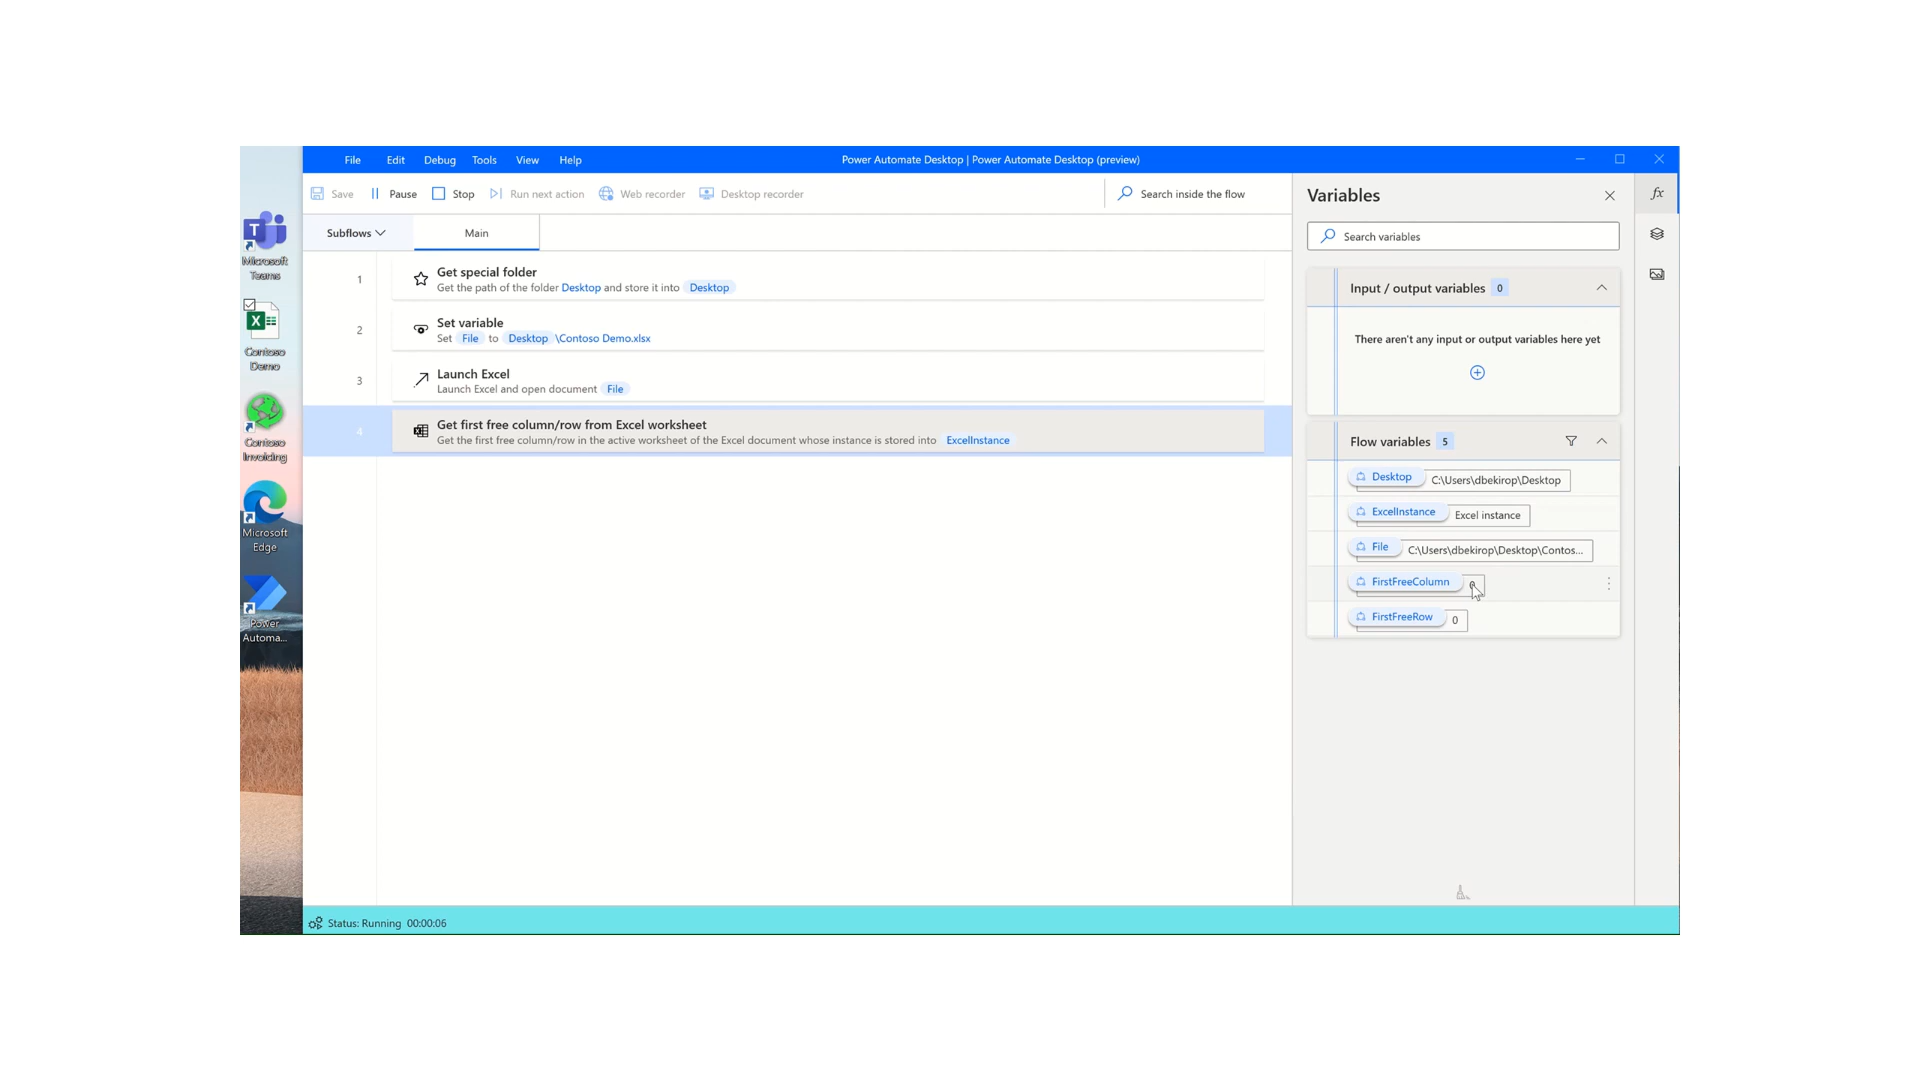 File Edit Debug Tools View Help
Power Automate Desktop | Power Automate Desktop (preview)
Save Pause Stop Run next action Web recorder Desktop recorder
Search inside the flow
Subflows
Main
1
Get special folder
Get the path of the folder Desktop and store it into Desktop
2
Set variable
Set File to Desktop \Contoso Demo.xlsx
3
Launch Excel
Launch Excel and open document File
4
Get first free column/row from Excel worksheet
Get the first free column/row in the active worksheet of the Excel document whose instance is stored into ExcelInstance
Variables
Search variables
Input / output variables 0
There aren't any input or output variables here yet
Flow variables 5
Desktop C:\Users\dbekirop\Desktop
ExcelInstance Excel instance
File C:\Users\dbekirop\Desktop\Contos...
FirstFreeColumn
FirstFreeRow 0
fx
Microsoft
Teams
Contoso
Demo
Contoso
Invoicing
Microsoft
Edge
Power
Automa...
Status: Running 00:00:06